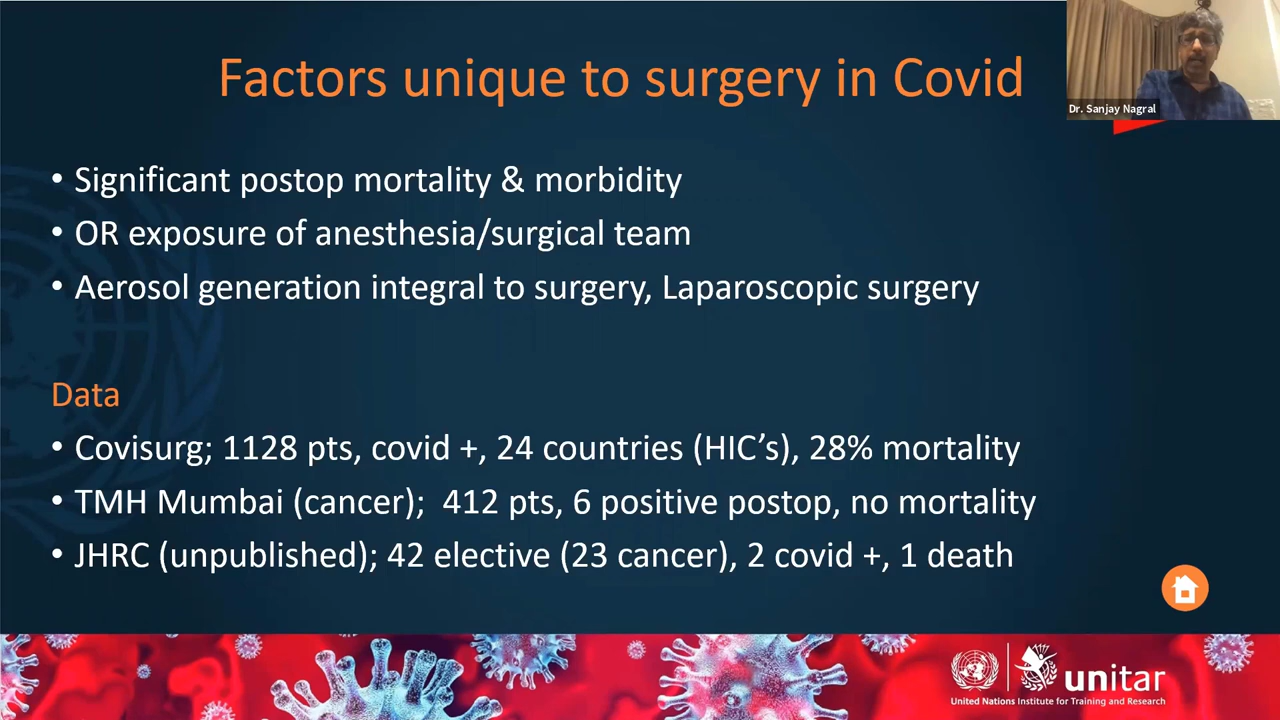 Factors unique to surgery in Covid
Dr. Sanjay Nagral
• Significant postop mortality & morbidity
• OR exposure of anesthesia/surgical team
• Aerosol generation integral to surgery, Laparoscopic surgery
Data
• Covisurg; 1128 pts, covid +, 24 countries (HIC's), 28% mortality
• TMH Mumbai (cancer);  412 pts, 6 positive postop, no mortality
• JHRC (unpublished); 42 elective (23 cancer), 2 covid +, 1 death
unitar
United Nations Institute for Training and Research